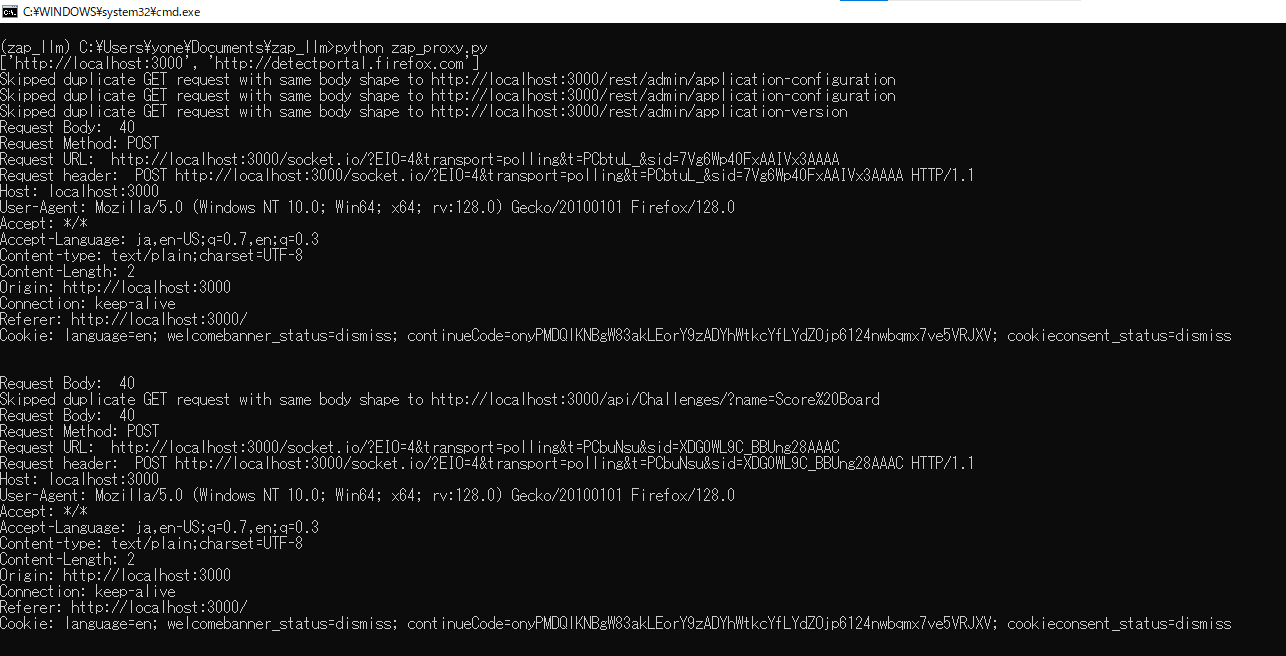 C:¥WINDOWS¥system32¥cmd.exe
(zap_llm) C:¥Users¥yone¥Documents¥zap_llm>python zap_proxy.py
['http://localhost:3000', 'http://detectportal.firefox.com']
Skipped duplicate GET request with same body shape to http://localhost:3000/rest/admin/application-configuration
Skipped duplicate GET request with same body shape to http://localhost:3000/rest/admin/application-configuration
Skipped duplicate GET request with same body shape to http://localhost:3000/rest/admin/application-version
Request Body:  40
Request Method: POST
Request URL:  http://localhost:3000/socket.io/?EIO=4&transport=polling&t=PCbtuL_&sid=7Vg6Wp40FxAAIVx3AAAA
Request header:  POST http://localhost:3000/socket.io/?EIO=4&transport=polling&t=PCbtuL_&sid=7Vg6Wp40FxAAIVx3AAAA HTTP/1.1
Host: localhost:3000
User-Agent: Mozilla/5.0 (Windows NT 10.0; Win64; x64; rv:128.0) Gecko/20100101 Firefox/128.0
Accept: */*
Accept-Language: ja,en-US;q=0.7,en;q=0.3
Content-type: text/plain;charset=UTF-8
Content-Length: 2
Origin: http://localhost:3000
Connection: keep-alive
Referer: http://localhost:3000/
Cookie: language=en; welcomebanner_status=dismiss; continueCode=onyPMDQlKNBgW83akLEorY9zADYhWtkcYfLYdZOjp6124nwbqmx7ve5VRJXV; cookieconsent_status=dismiss
Request Body:  40
Skipped duplicate GET request with same body shape to http://localhost:3000/api/Challenges/?name=Score%20Board
Request Body:  40
Request Method: POST
Request URL:  http://localhost:3000/socket.io/?EIO=4&transport=polling&t=PCbuNsu&sid=XDG0WL9C_BBUng28AAAC
Request header:  POST http://localhost:3000/socket.io/?EIO=4&transport=polling&t=PCbuNsu&sid=XDG0WL9C_BBUng28AAAC HTTP/1.1
Host: localhost:3000
User-Agent: Mozilla/5.0 (Windows NT 10.0; Win64; x64; rv:128.0) Gecko/20100101 Firefox/128.0
Accept: */*
Accept-Language: ja,en-US;q=0.7,en;q=0.3
Content-type: text/plain;charset=UTF-8
Content-Length: 2
Origin: http://localhost:3000
Connection: keep-alive
Referer: http://localhost:3000/
Cookie: language=en; welcomebanner_status=dismiss; continueCode=onyPMDQlKNBgW83akLEorY9zADYhWtkcYfLYdZOjp6124nwbqmx7ve5VRJXV; cookieconsent_status=dismiss